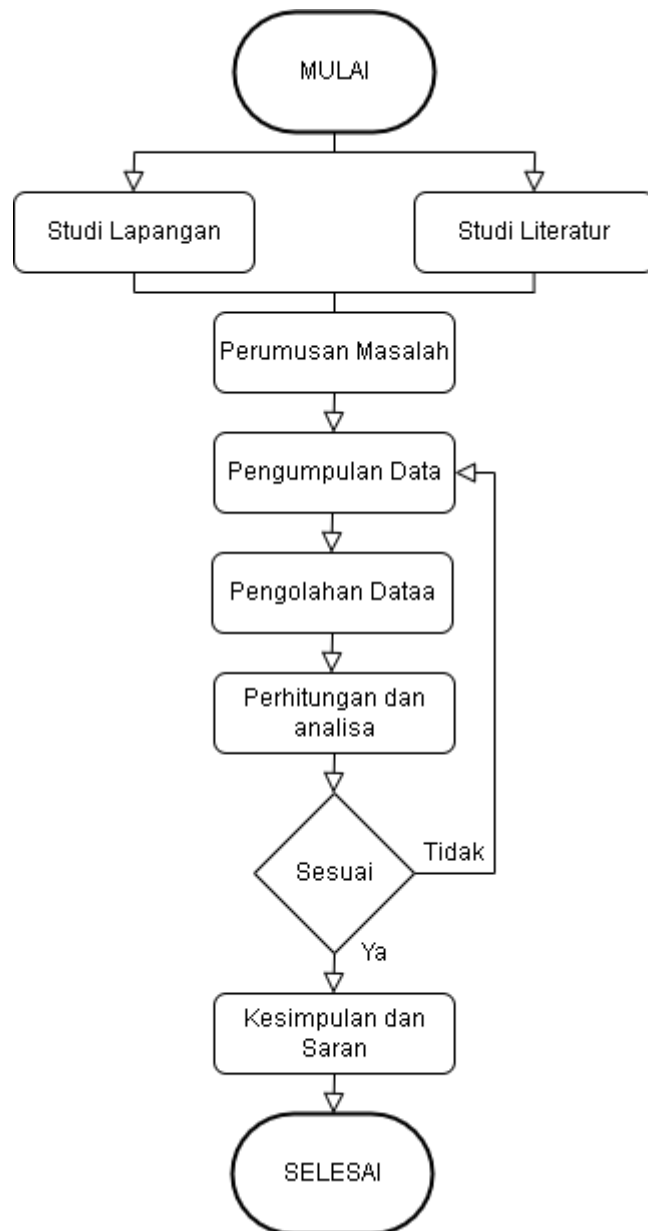 MULAI
Studi Lapangan
Studi Literatur
Perumusan Masalah
Pengumpulan Data
Pengolahan Dataa
Perhitungan dan
analisa
Sesuai
Tidak
Ya
Kesimpulan dan
Saran
SELESAI